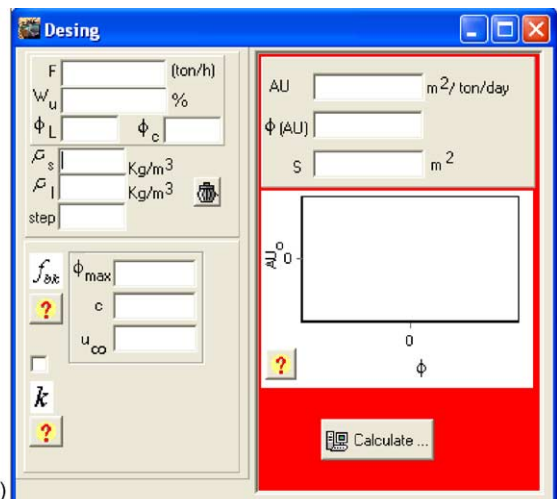 Desing
F (ton/h)
Wu %
ϕL ϕc
ρs Kg/m3
ρl Kg/m3
step
fbk ϕmax
?
c
u∞
k
?
AU m2/ ton/day
ϕ (AU)
S m2
AUo
0
0
ϕ
?
Calculate ...
)